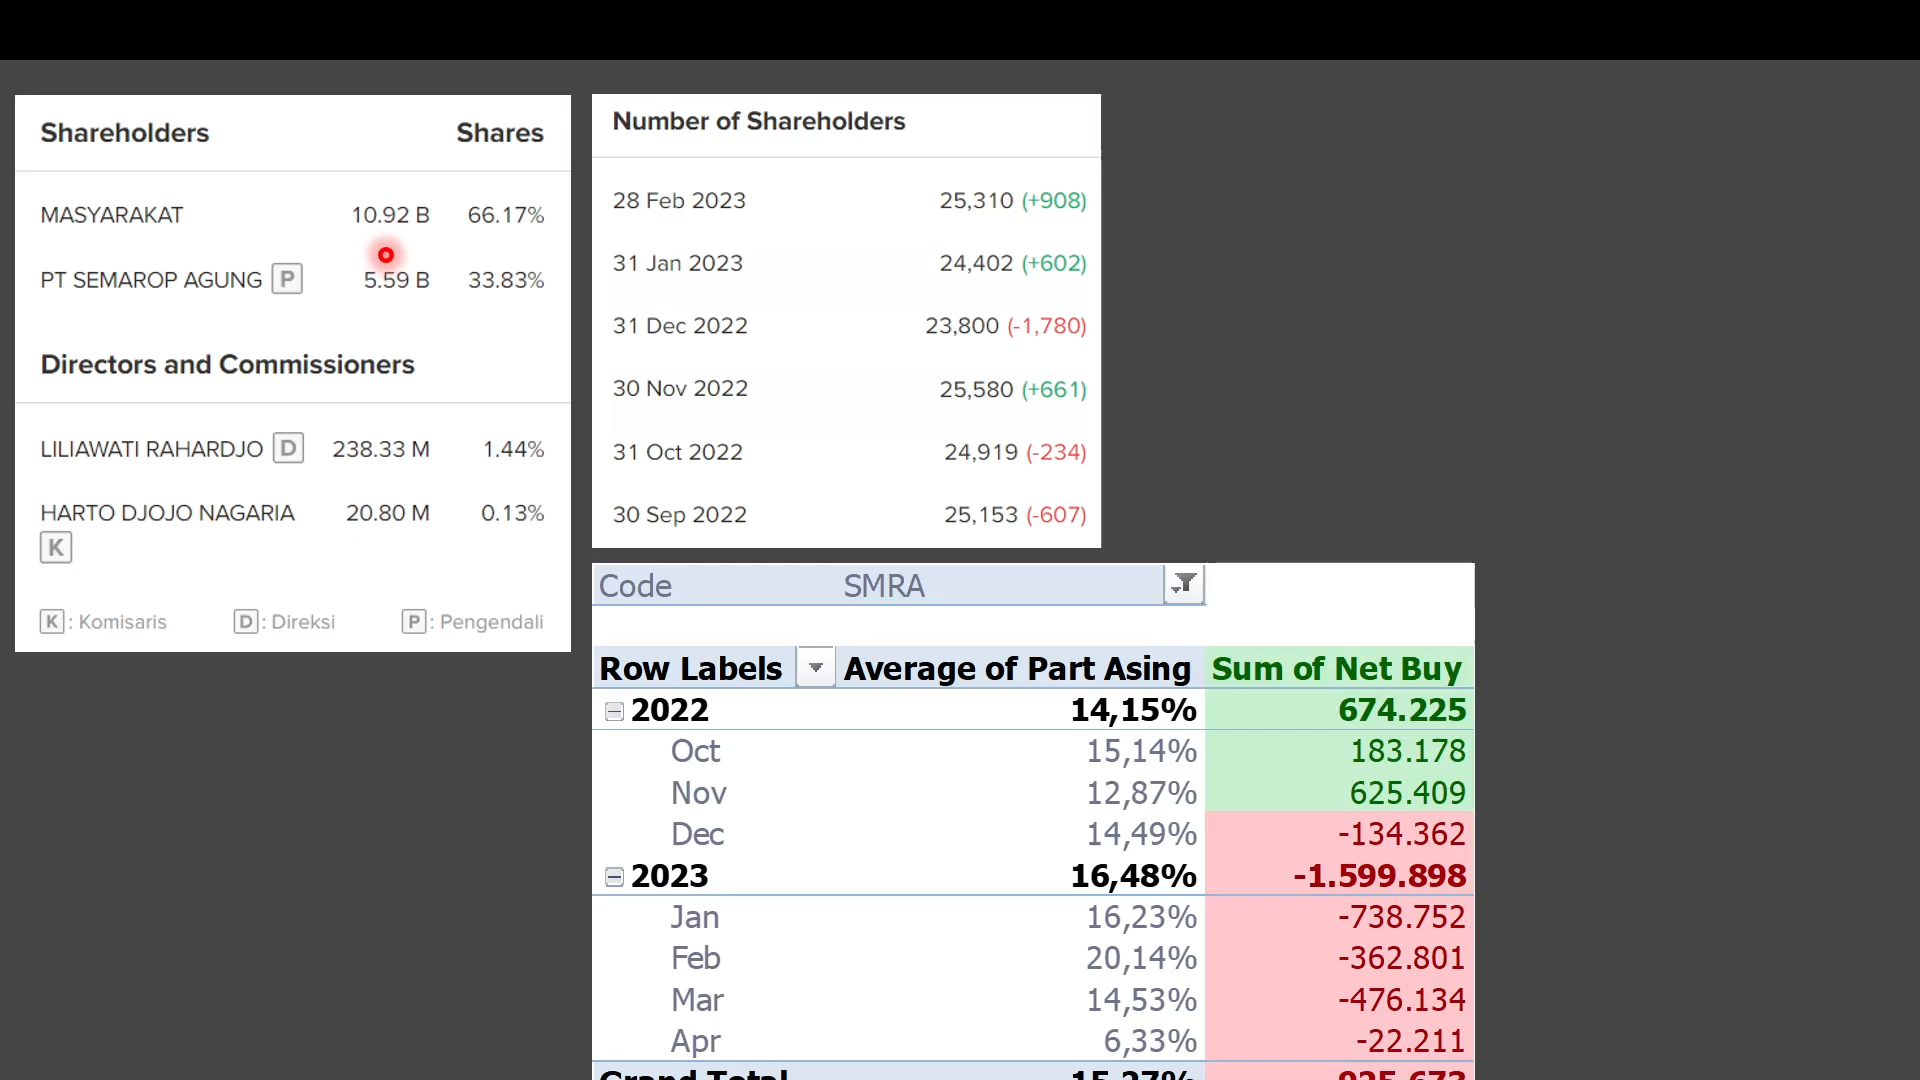 Shareholders Shares
MASYARAKAT 10.92 B 66.17%
PT SEMAROP AGUNG P 5.59 B 33.83%
Directors and Commissioners
LILIAWATI RAHARDJO D 238.33 M 1.44%
HARTO DJOJO NAGARIA 20.80 M 0.13%
K
K : Komisaris D : Direksi P : Pengendali
Number of Shareholders
28 Feb 2023 25,310 (+908)
31 Jan 2023 24,402 (+602)
31 Dec 2022 23,800 (-1,780)
30 Nov 2022 25,580 (+661)
31 Oct 2022 24,919 (-234)
30 Sep 2022 25,153 (-607)
Code SMRA
Row Labels Average of Part Asing Sum of Net Buy
2022 14,15% 674.225
Oct 15,14% 183.178
Nov 12,87% 625.409
Dec 14,49% -134.362
2023 16,48% -1.599.898
Jan 16,23% -738.752
Feb 20,14% -362.801
Mar 14,53% -476.134
Apr 6,33% -22.211
Grand Total 15,27%